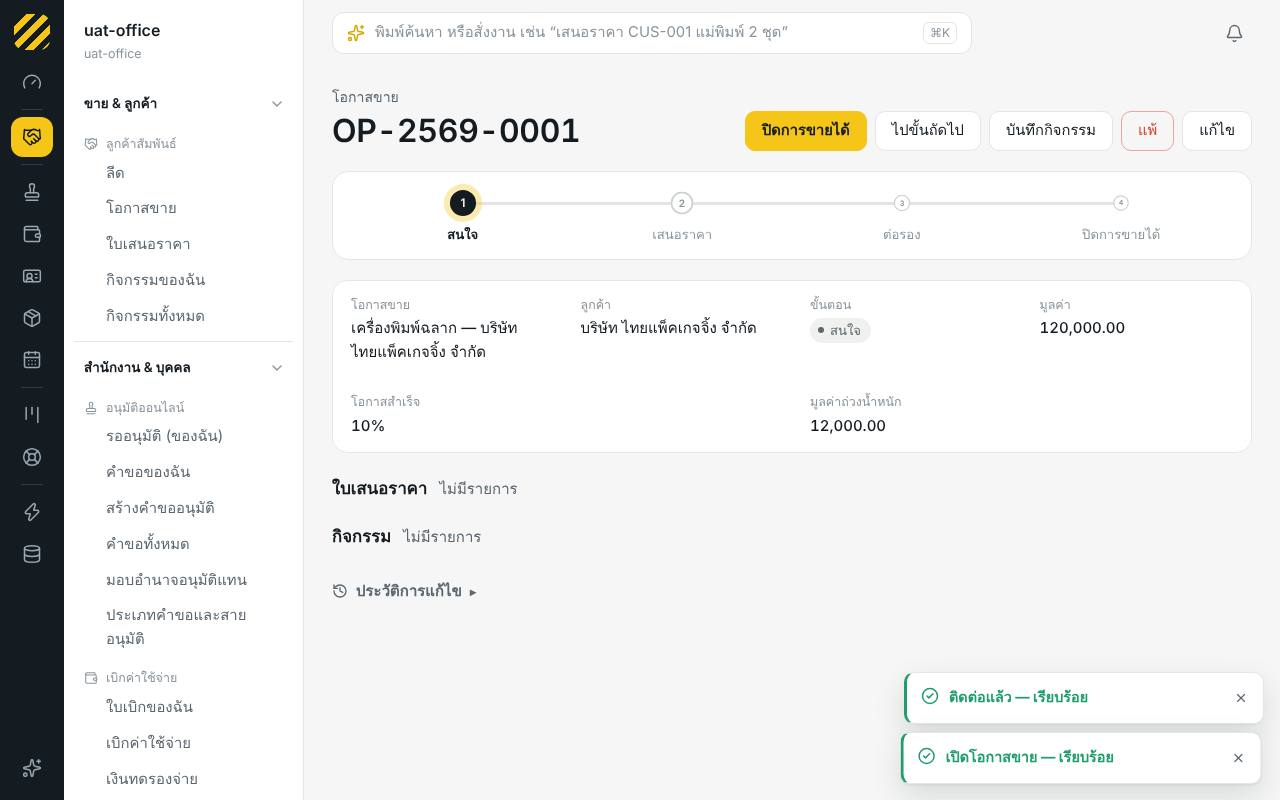 uat-office
uat-office
ขาย & ลูกค้า
ลูกค้าสัมพันธ์
ลีด
โอกาสขาย
ใบเสนอราคา
กิจกรรมของฉัน
กิจกรรมทั้งหมด
สำนักงาน & บุคคล
อนุมัติออนไลน์
รออนุมัติ (ของฉัน)
คำขอของฉัน
สร้างคำขออนุมัติ
คำขอทั้งหมด
มอบอำนาจอนุมัติแทน
ประเภทคำขอและสาย
อนุมัติ
เบิกค่าใช้จ่าย
ใบเบิกของฉัน
เบิกค่าใช้จ่าย
เงินทดรองจ่าย
พิมพ์ค้นหา หรือสั่งงาน เช่น “เสนอราคา CUS-001 แม่พิมพ์ 2 ชุด” ⌘K
โอกาสขาย
OP-2569-0001
ปิดการขายได้ ไปขั้นถัดไป บันทึกกิจกรรม แพ้ แก้ไข
1 2 3 4
สนใจ เสนอราคา ต่อรอง ปิดการขายได้
โอกาสขาย ลูกค้า ขั้นตอน มูลค่า
เครื่องพิมพ์ฉลาก — บริษัท บริษัท ไทยแพ็คเกจจิ้ง จำกัด สนใจ 120,000.00
ไทยแพ็คเกจจิ้ง จำกัด
โอกาสสำเร็จ มูลค่าถ่วงน้ำหนัก
10% 12,000.00
ใบเสนอราคา ไม่มีรายการ
กิจกรรม ไม่มีรายการ
ประวัติการแก้ไข ▸
ติดต่อแล้ว — เรียบร้อย
เปิดโอกาสขาย — เรียบร้อย